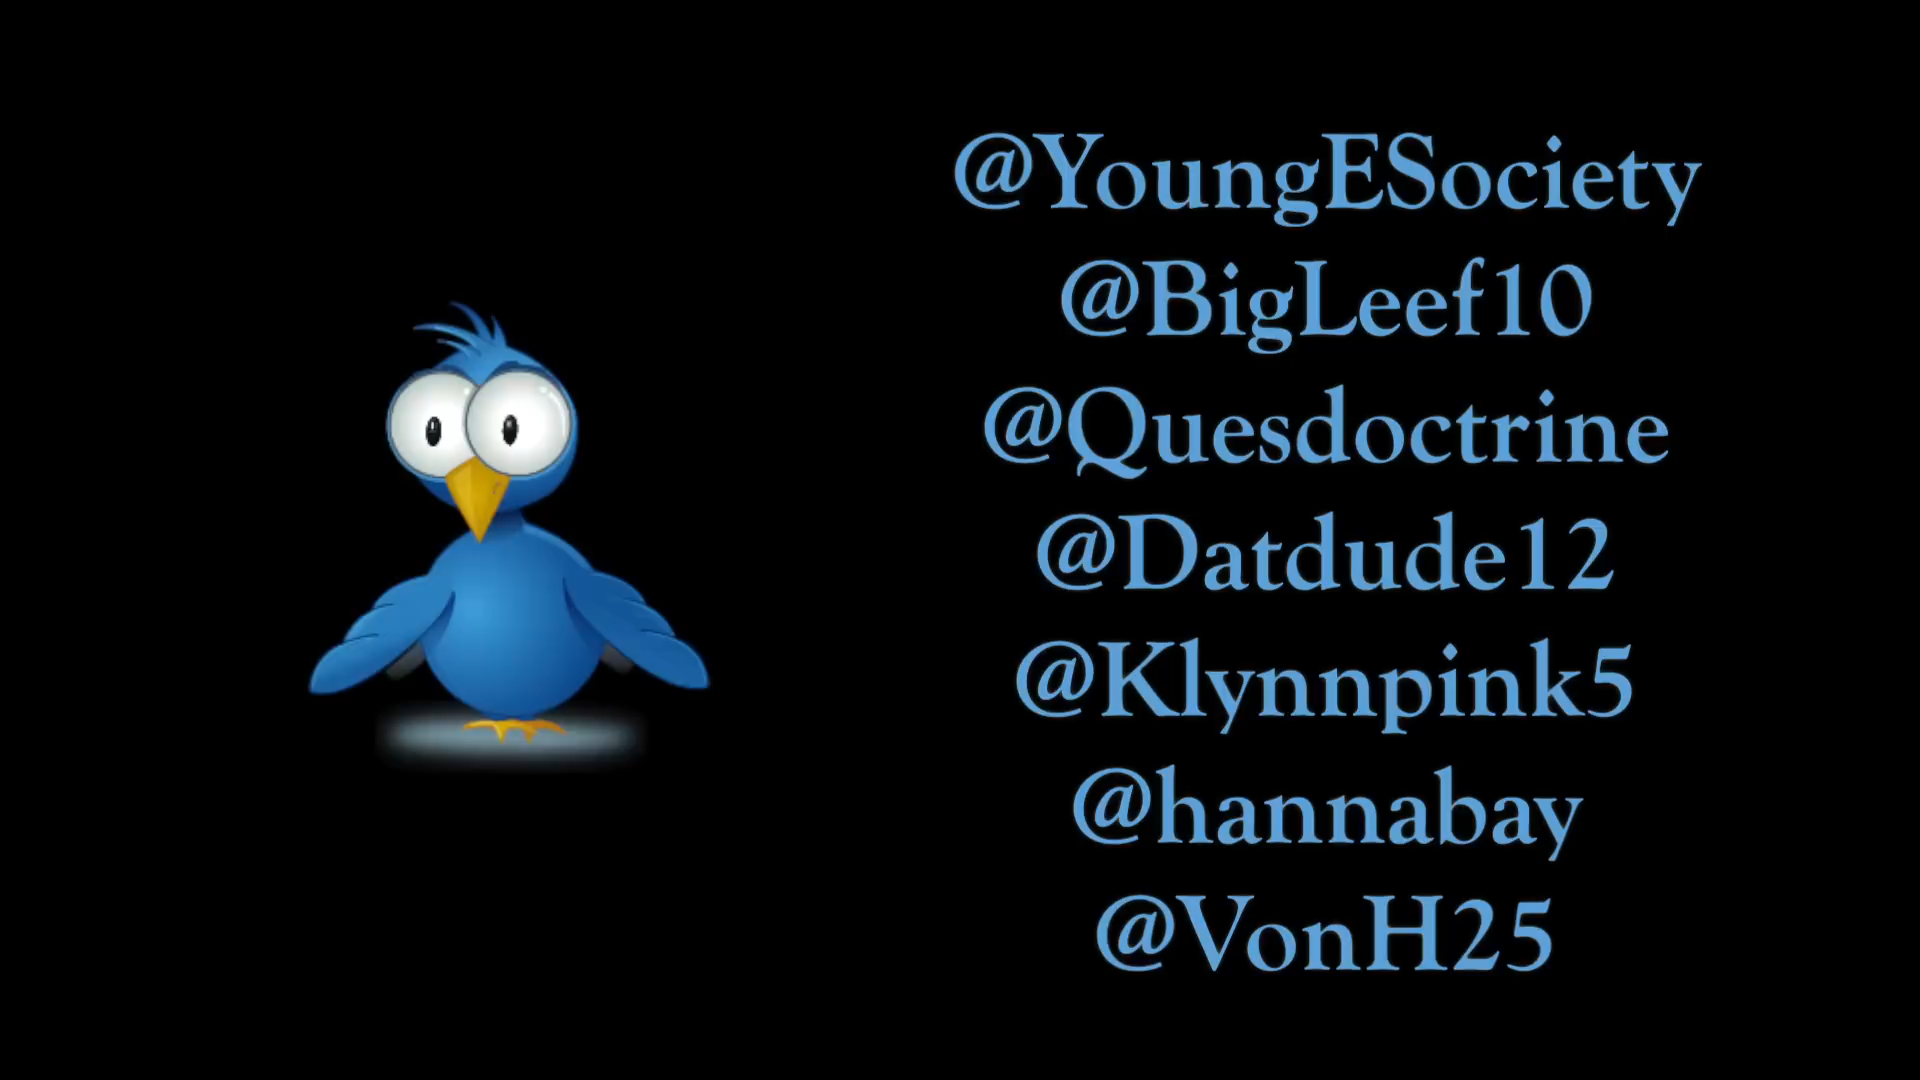 @YoungESociety
@BigLeef10
@Quesdoctrine
@Datdude12
@Klynnpink5
@hannabay
@VonH25